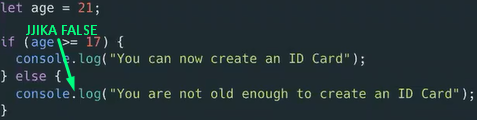 let age = 21;
JJIKA FALSE
if (age >= 17) {
console.log("You can now create an ID Card");
} else {
console.log("You are not old enough to create an ID Card");
}